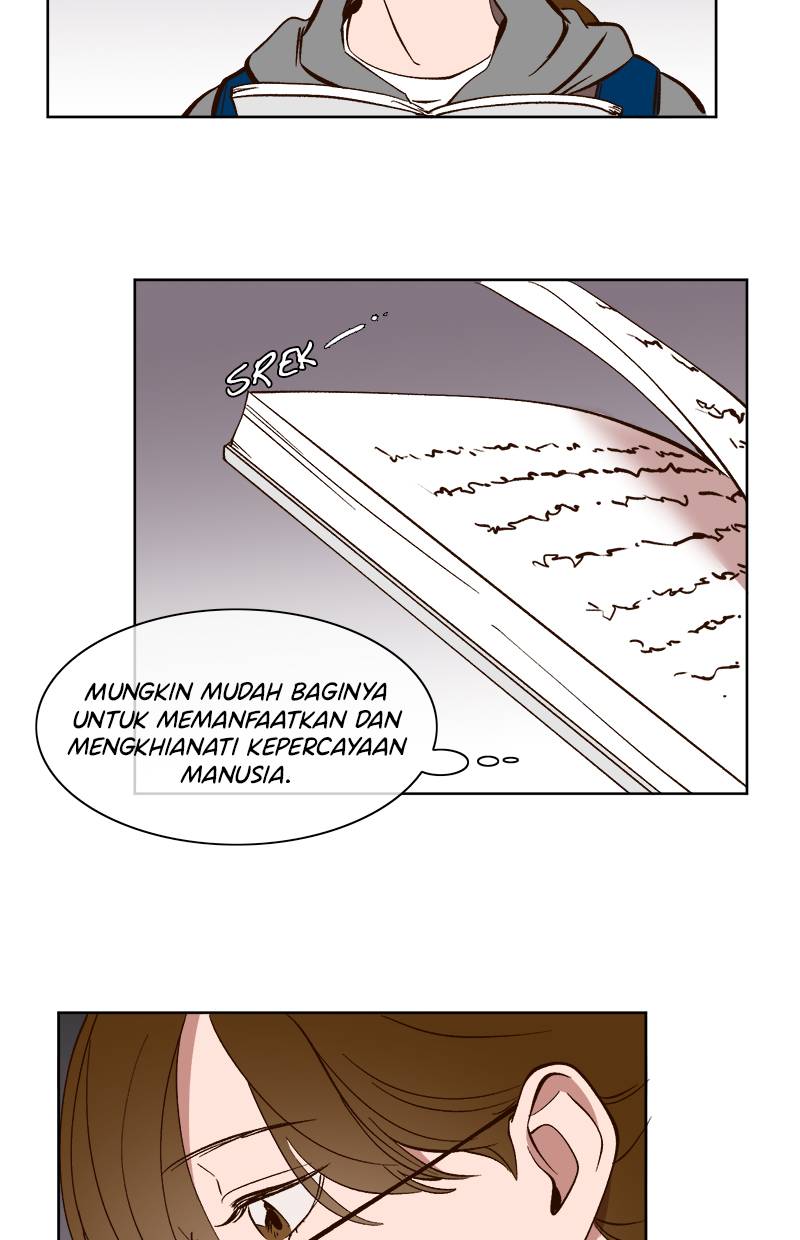 SREK
MUNGKIN MUDAH BAGINYA
UNTUK MEMANFAATKAN DAN
MENGKHIANATI KEPERCAYAAN
MANUSIA.